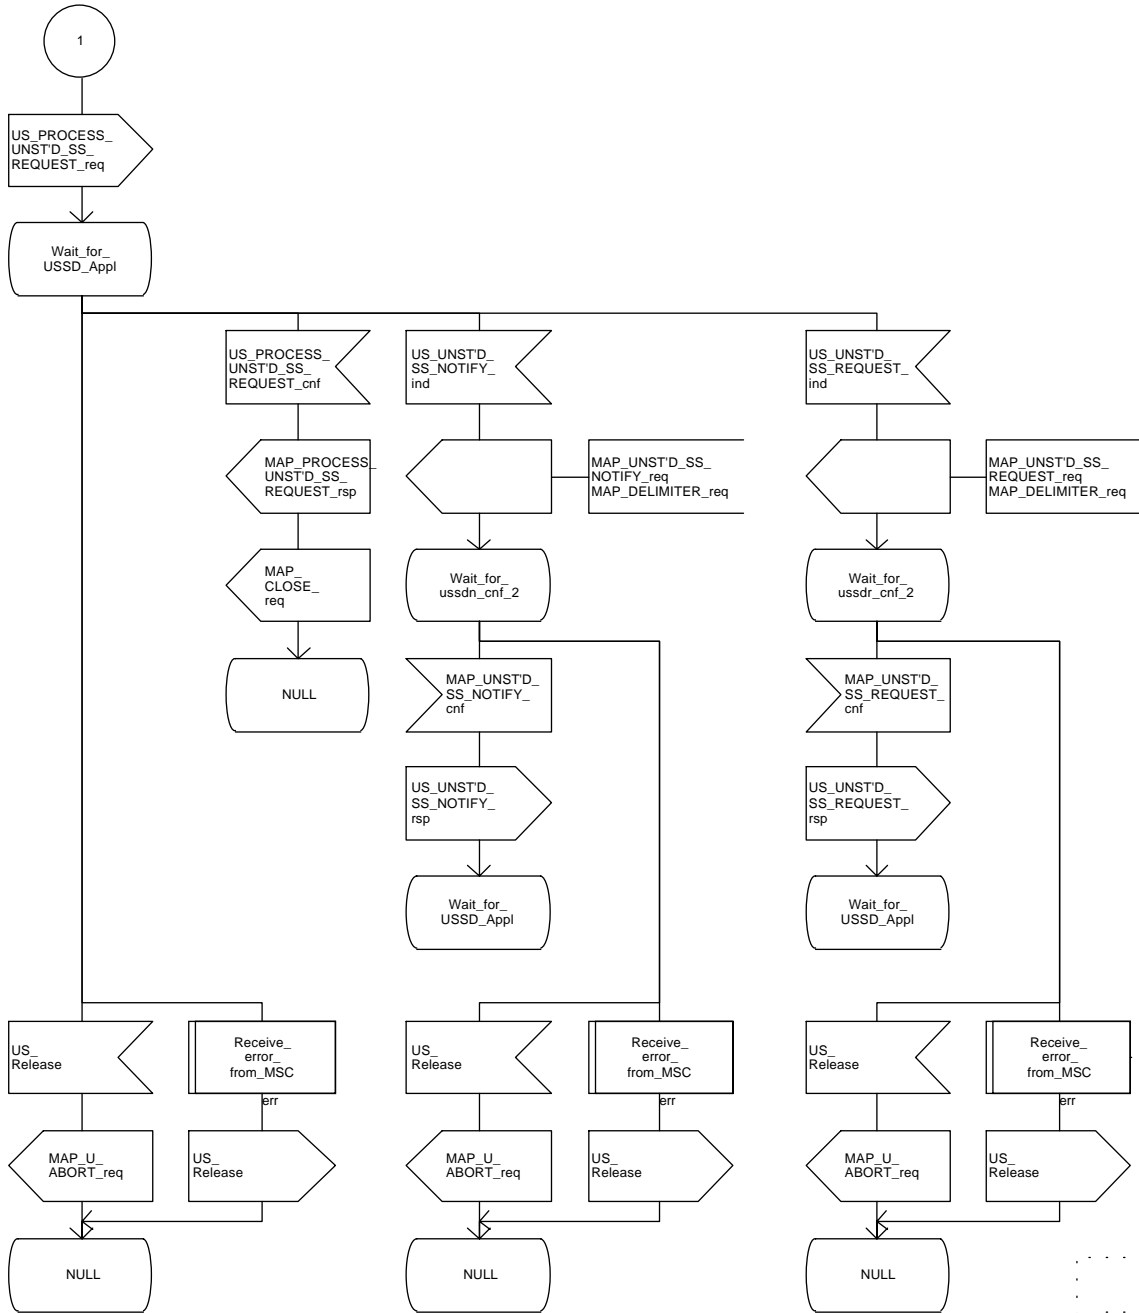 1
US_PROCESS_
UNST'D_SS_
REQUEST_req
Wait_for_
USSD_Appl
US_PROCESS_
UNST'D_SS_
REQUEST_cnf
US_UNST'D_
SS_NOTIFY_
ind
US_UNST'D_
SS_REQUEST_
ind
MAP_PROCESS_
UNST'D_SS_
REQUEST_rsp
MAP_UNST'D_SS_
NOTIFY_req
MAP_DELIMITER_req
MAP_UNST'D_SS_
REQUEST_req
MAP_DELIMITER_req
MAP_
CLOSE_
req
Wait_for_
ussdn_cnf_2
Wait_for_
ussdr_cnf_2
NULL
MAP_UNST'D_
SS_NOTIFY_
cnf
MAP_UNST'D_
SS_REQUEST_
cnf
US_UNST'D_
SS_NOTIFY_
rsp
US_UNST'D_
SS_REQUEST_
rsp
Wait_for_
USSD_Appl
Wait_for_
USSD_Appl
US_
Release
Receive_
error_
from_MSC
err
US_
Release
Receive_
error_
from_MSC
err
US_
Release
Receive_
error_
from_MSC
err
MAP_U_
ABORT_req
US_
Release
MAP_U_
ABORT_req
US_
Release
MAP_U_
ABORT_req
US_
Release
NULL
NULL
NULL